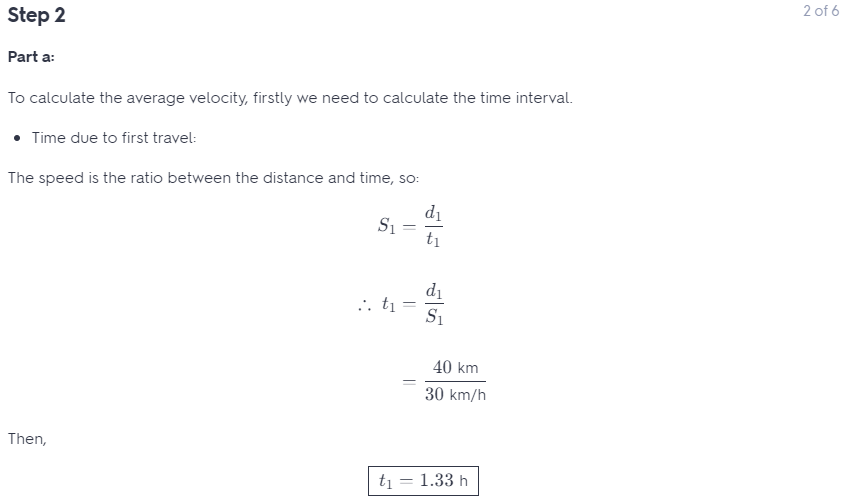 Step 2
2 of 6
Part a:
To calculate the average velocity, firstly we need to calculate the time interval.
• Time due to first travel:
The speed is the ratio between the distance and time, so:
S₁ = d₁/t₁
∴ t₁ = d₁/S₁
= 40 km/30 km/h
Then,
t₁ = 1.33 h